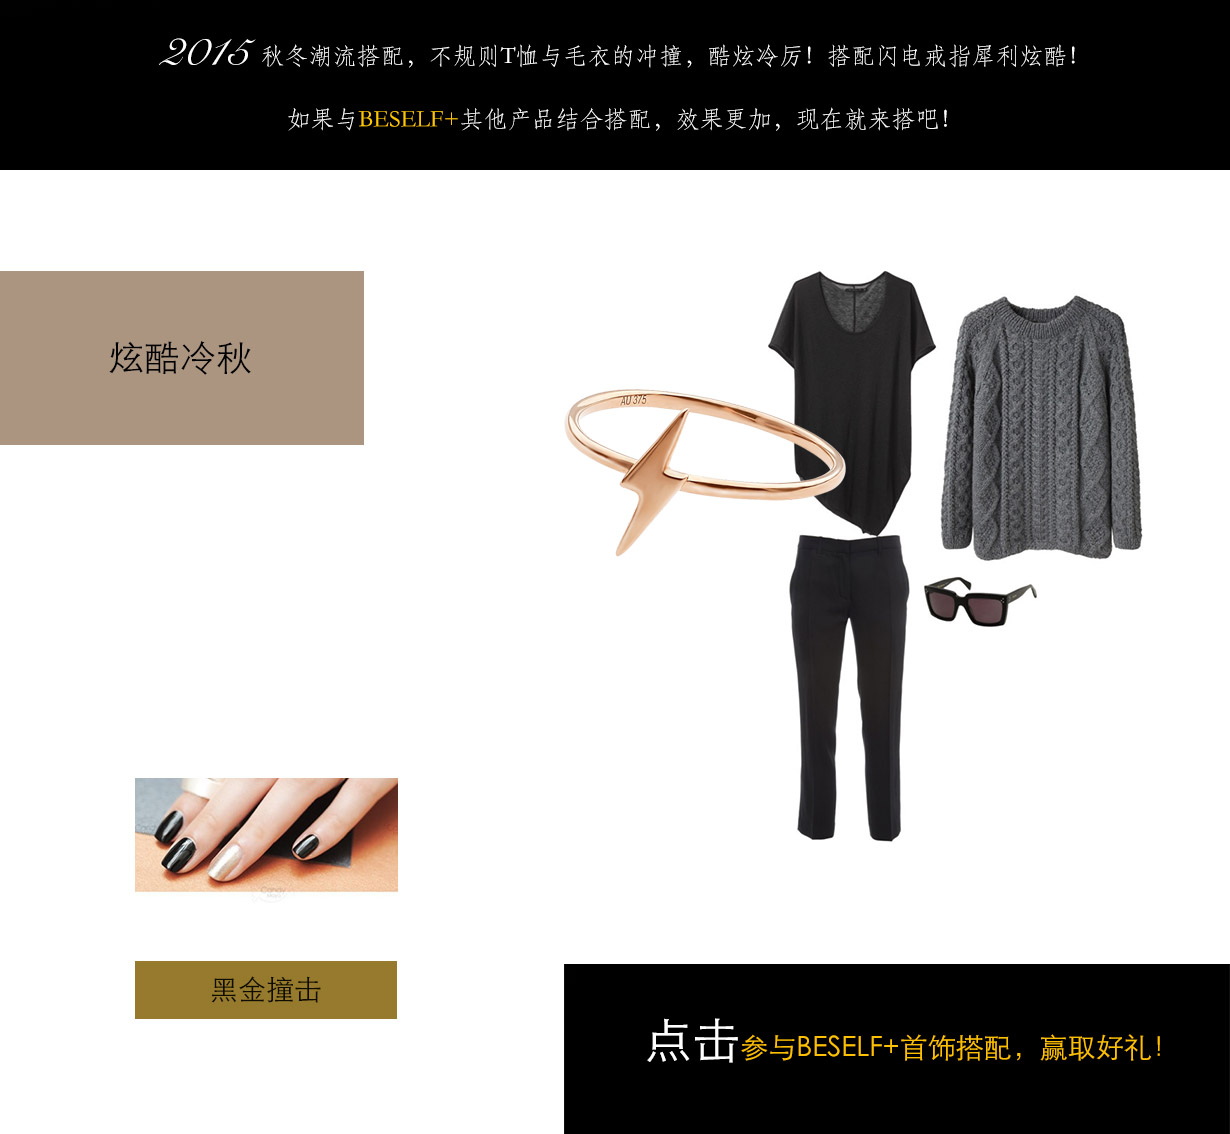 2015 秋冬潮流搭配，不规则T恤与毛衣的冲撞，酷炫冷厉！搭配闪电戒指犀利炫酷！
如果与BESELF+其他产品结合搭配，效果更加，现在就来搭吧！
炫酷冷秋
AU 375
黑金撞击
点击参与BESELF+首饰搭配，赢取好礼！